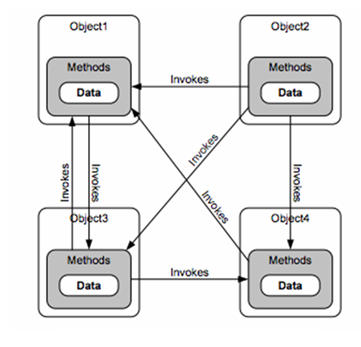 Object1
Object2
Methods
Methods
Data
Invokes
Data
Invokes
Invokes
Invokes
Invokes
Invokes
Object3
Object4
Methods
Methods
Data
Invokes
Data